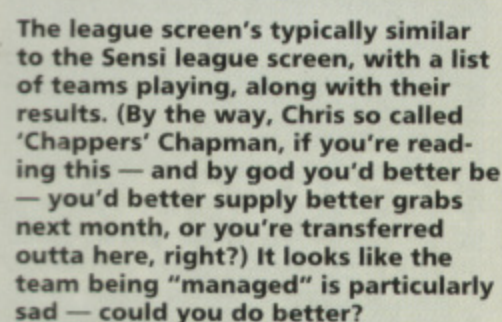 The league screen's typically similar
to the Sensi league screen, with a list
of teams playing, along with their
results. (By the way, Chris so called
'Chappers' Chapman, if you're read-
ing this — and by god you'd better be
— you'd better supply better grabs
next month, or you're transferred
outta here, right?) It looks like the
team being "managed" is particularly
sad — could you do better?